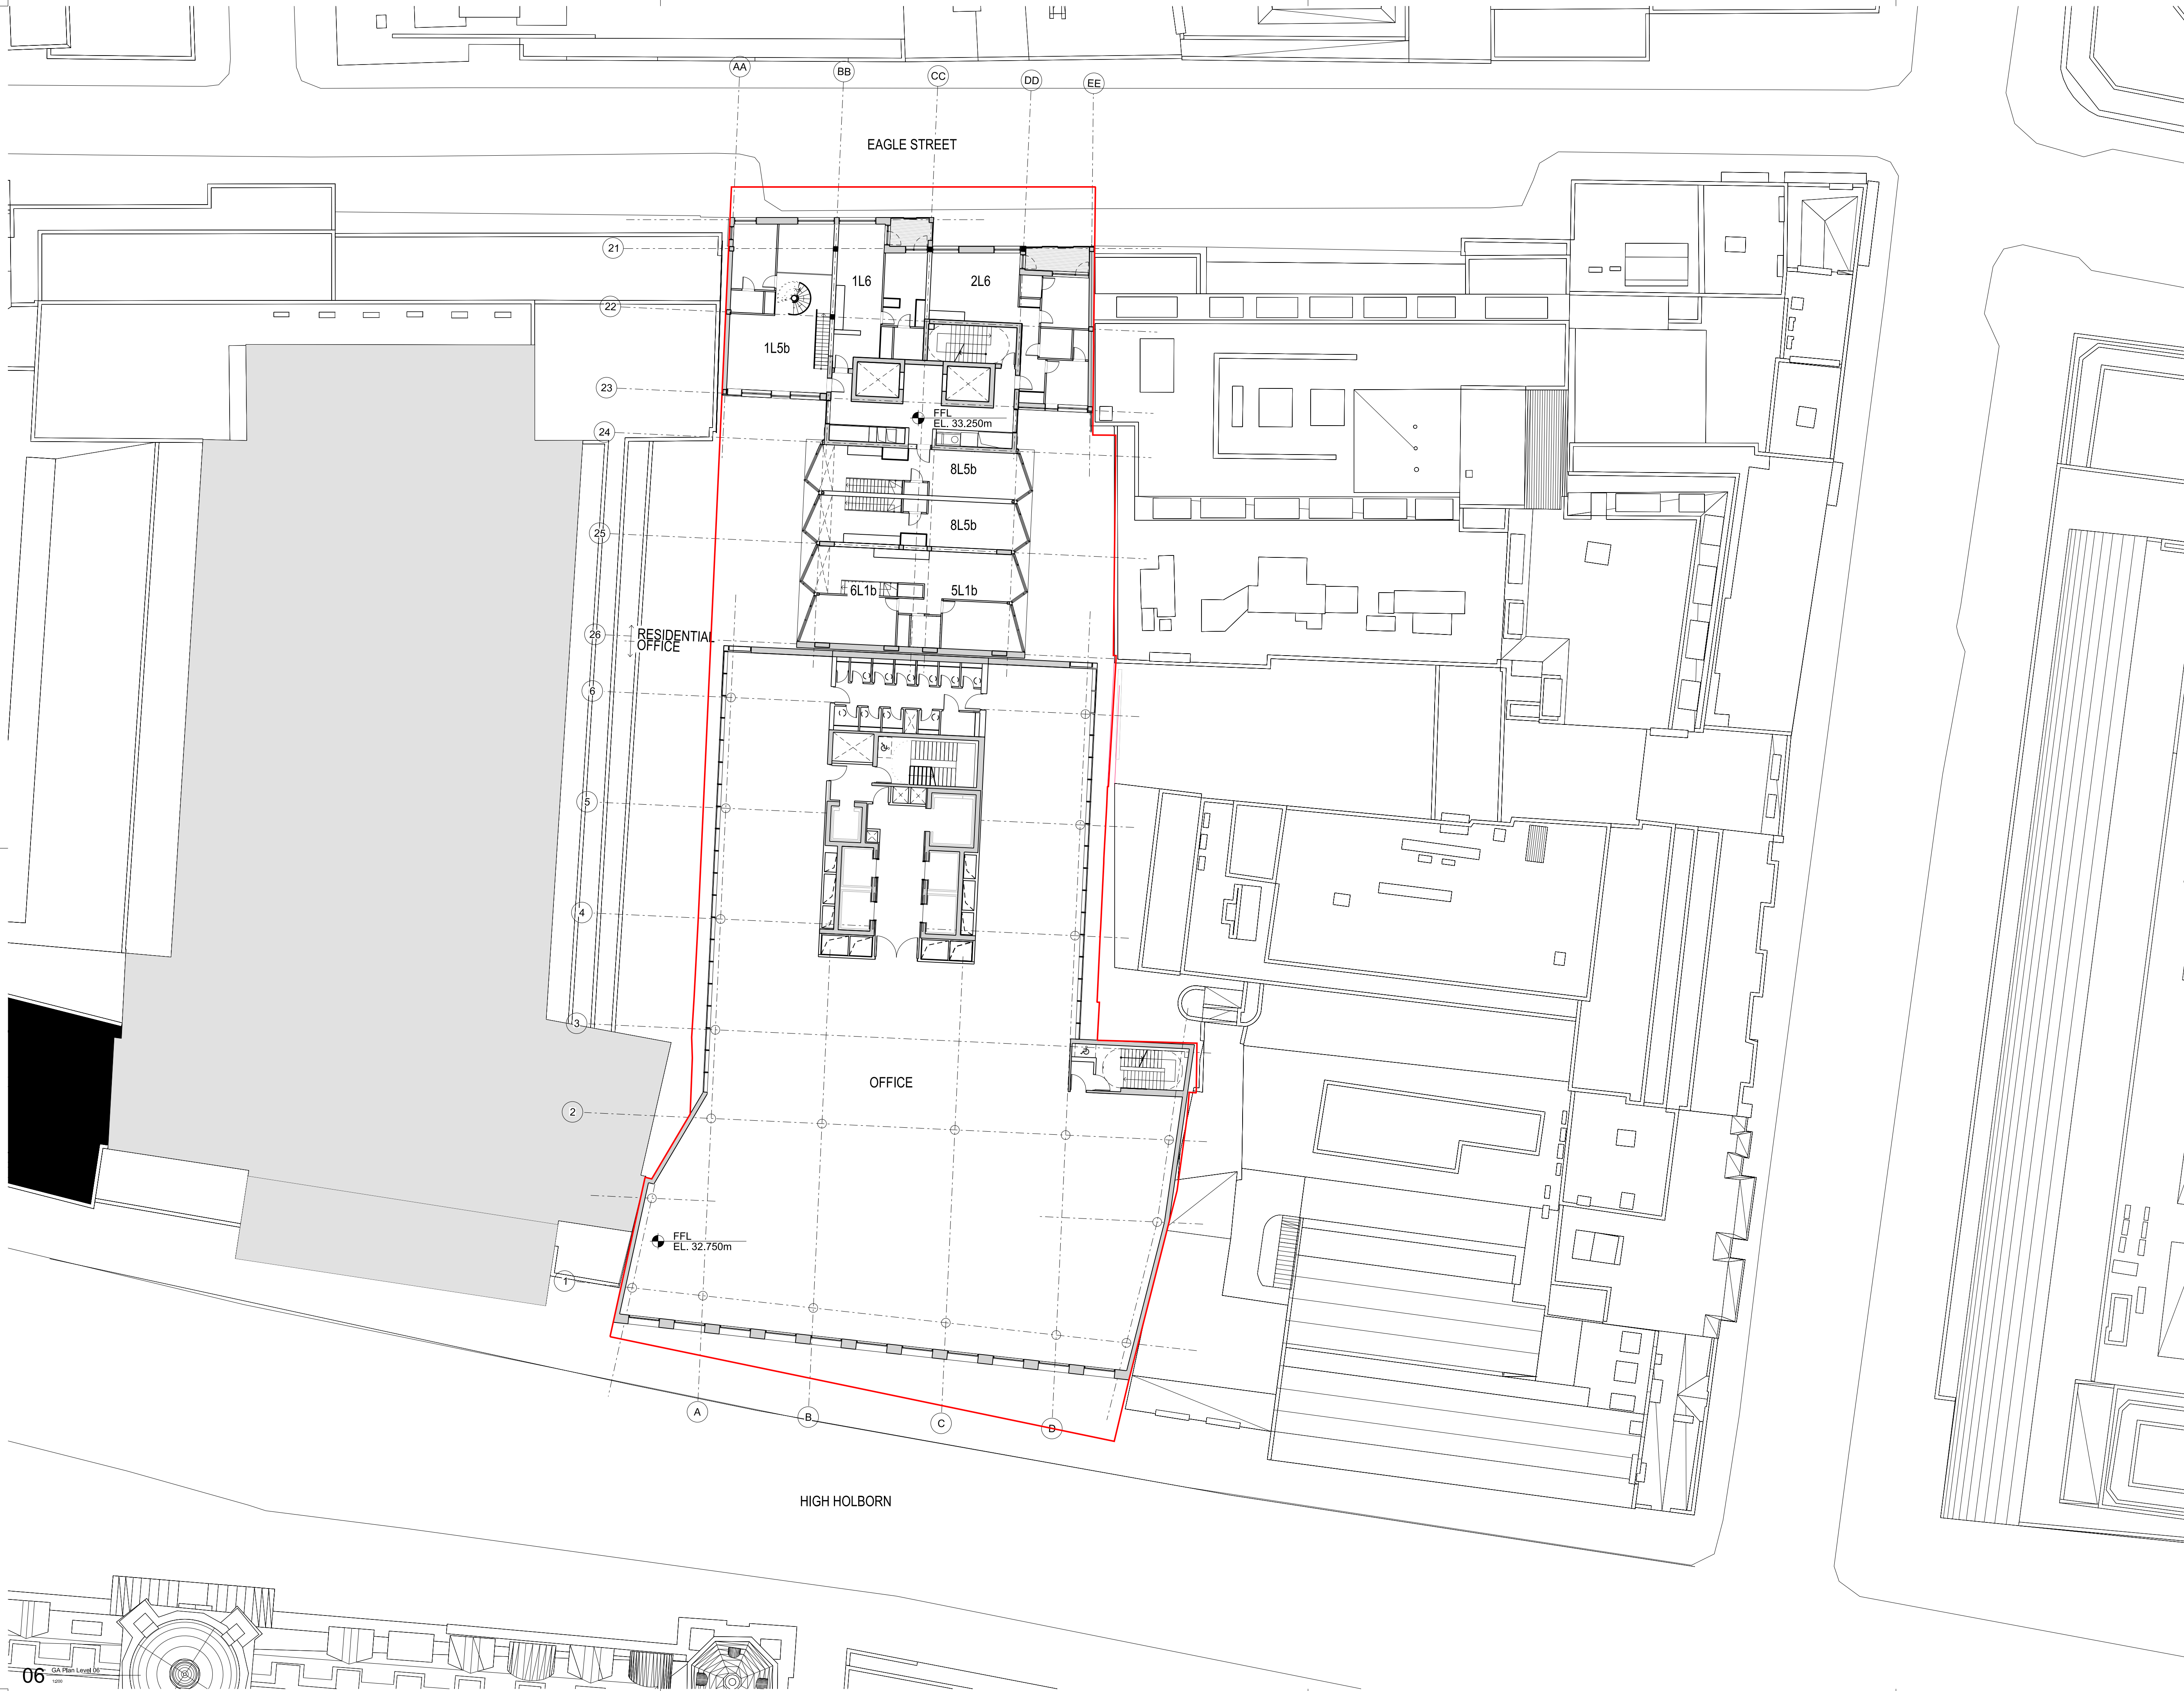 AA
BB
CC
DD
EE
EAGLE STREET
21
1L6
2L6
22
1L5b
23
FFL
EL. 33.250m
24
8L5b
8L5b
25
6L1b
5L1b
26
RESIDENTIAL
OFFICE
6
5
4
3
OFFICE
2
FFL
EL. 32.750m
1
A
B
C
D
HIGH HOLBORN
06
GA Plan Level 06
1:200